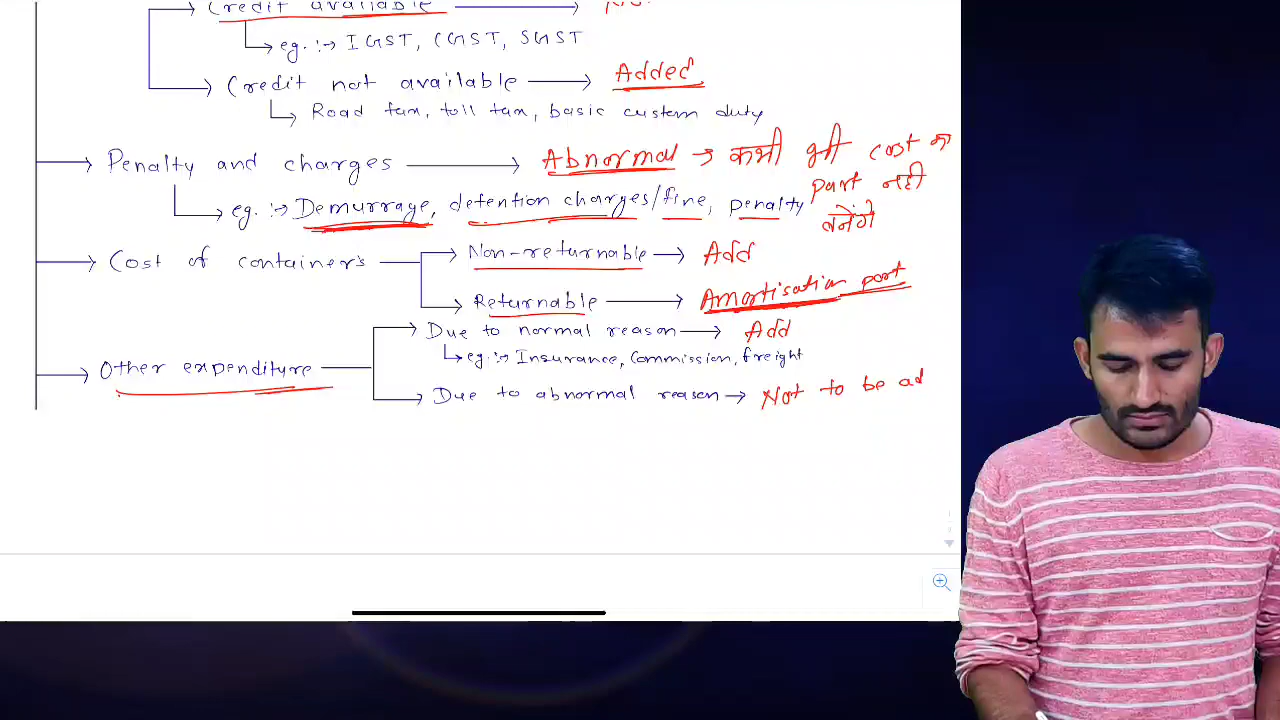 Credit available
eg. :→ IGST, CGST, SGST
Credit not available → Added
Road tax, toll tax, basic custom duty
Penalty and charges → Abnormal → कभी भी cost का
part नही
बनेंगे
eg. :→ Demurrage, detention charges/fine, penalty
Cost of container's
Non-returnable → Add
Returnable → Amortisation part
Other expenditure
Due to normal reason → Add
eg. :→ Insurance, Commission, freight
Due to abnormal reason → Not to be ad